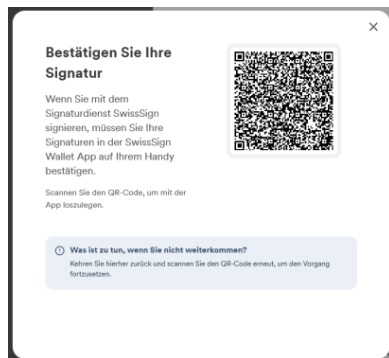 Bestätigen Sie Ihre
Signatur
Wenn Sie mit dem
Signaturdienst SwissSign
signieren, müssen Sie Ihre
Signaturen in der SwissSign
Wallet App auf Ihrem Handy
bestätigen.
Scannen Sie den QR-Code, um mit der
App loszulegen.
Was ist zu tun, wenn Sie nicht weiterkommen?
Kehren Sie hierher zurück und scannen Sie den QR-Code erneut, um den Vorgang
fortzusetzen.